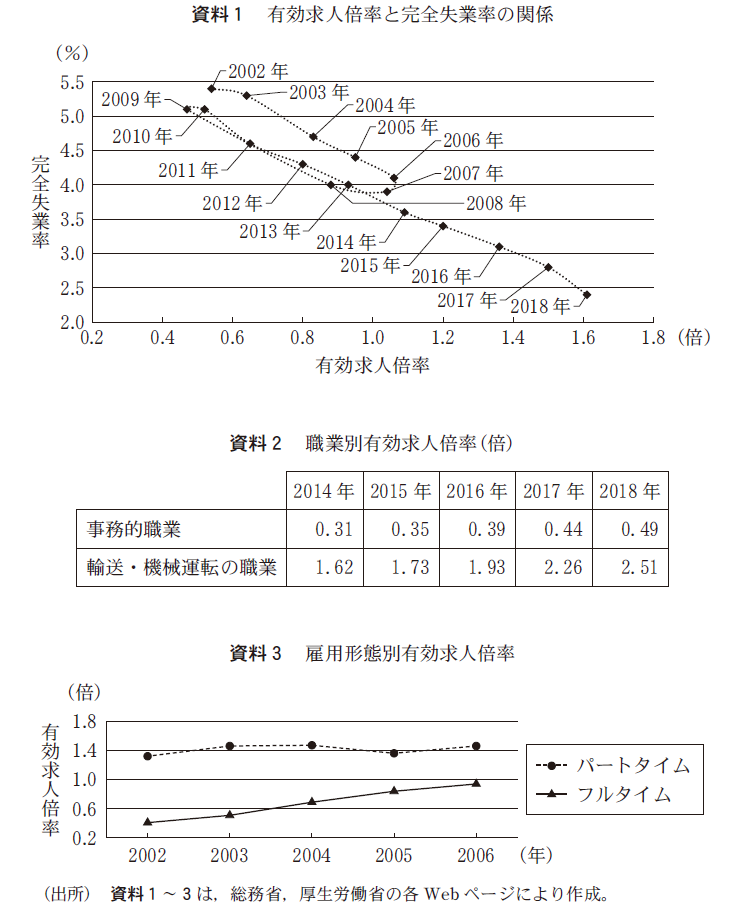 資料1 有効求人倍率と完全失業率の関係
(%)
5.5
5.0
4.5
4.0
3.5
3.0
2.5
2.0
完全失業率
2002年
2003年
2004年
2005年
2006年
2007年
2008年
2009年
2010年
2011年
2012年
2013年
2014年
2015年
2016年
2017年
2018年
0.2 0.4 0.6 0.8 1.0 1.2 1.4 1.6 1.8 (倍)
有効求人倍率
資料2 職業別有効求人倍率(倍)
2014年 2015年 2016年 2017年 2018年
事務的職業 0.31 0.35 0.39 0.44 0.49
輸送・機械運転の職業 1.62 1.73 1.93 2.26 2.51
資料3 雇用形態別有効求人倍率
(倍)
1.8
1.4
1.0
0.6
0.2
有効求人倍率
パートタイム
フルタイム
2002 2003 2004 2005 2006 (年)
(出所) 資料1~3は,総務省,厚生労働省の各Webページにより作成。